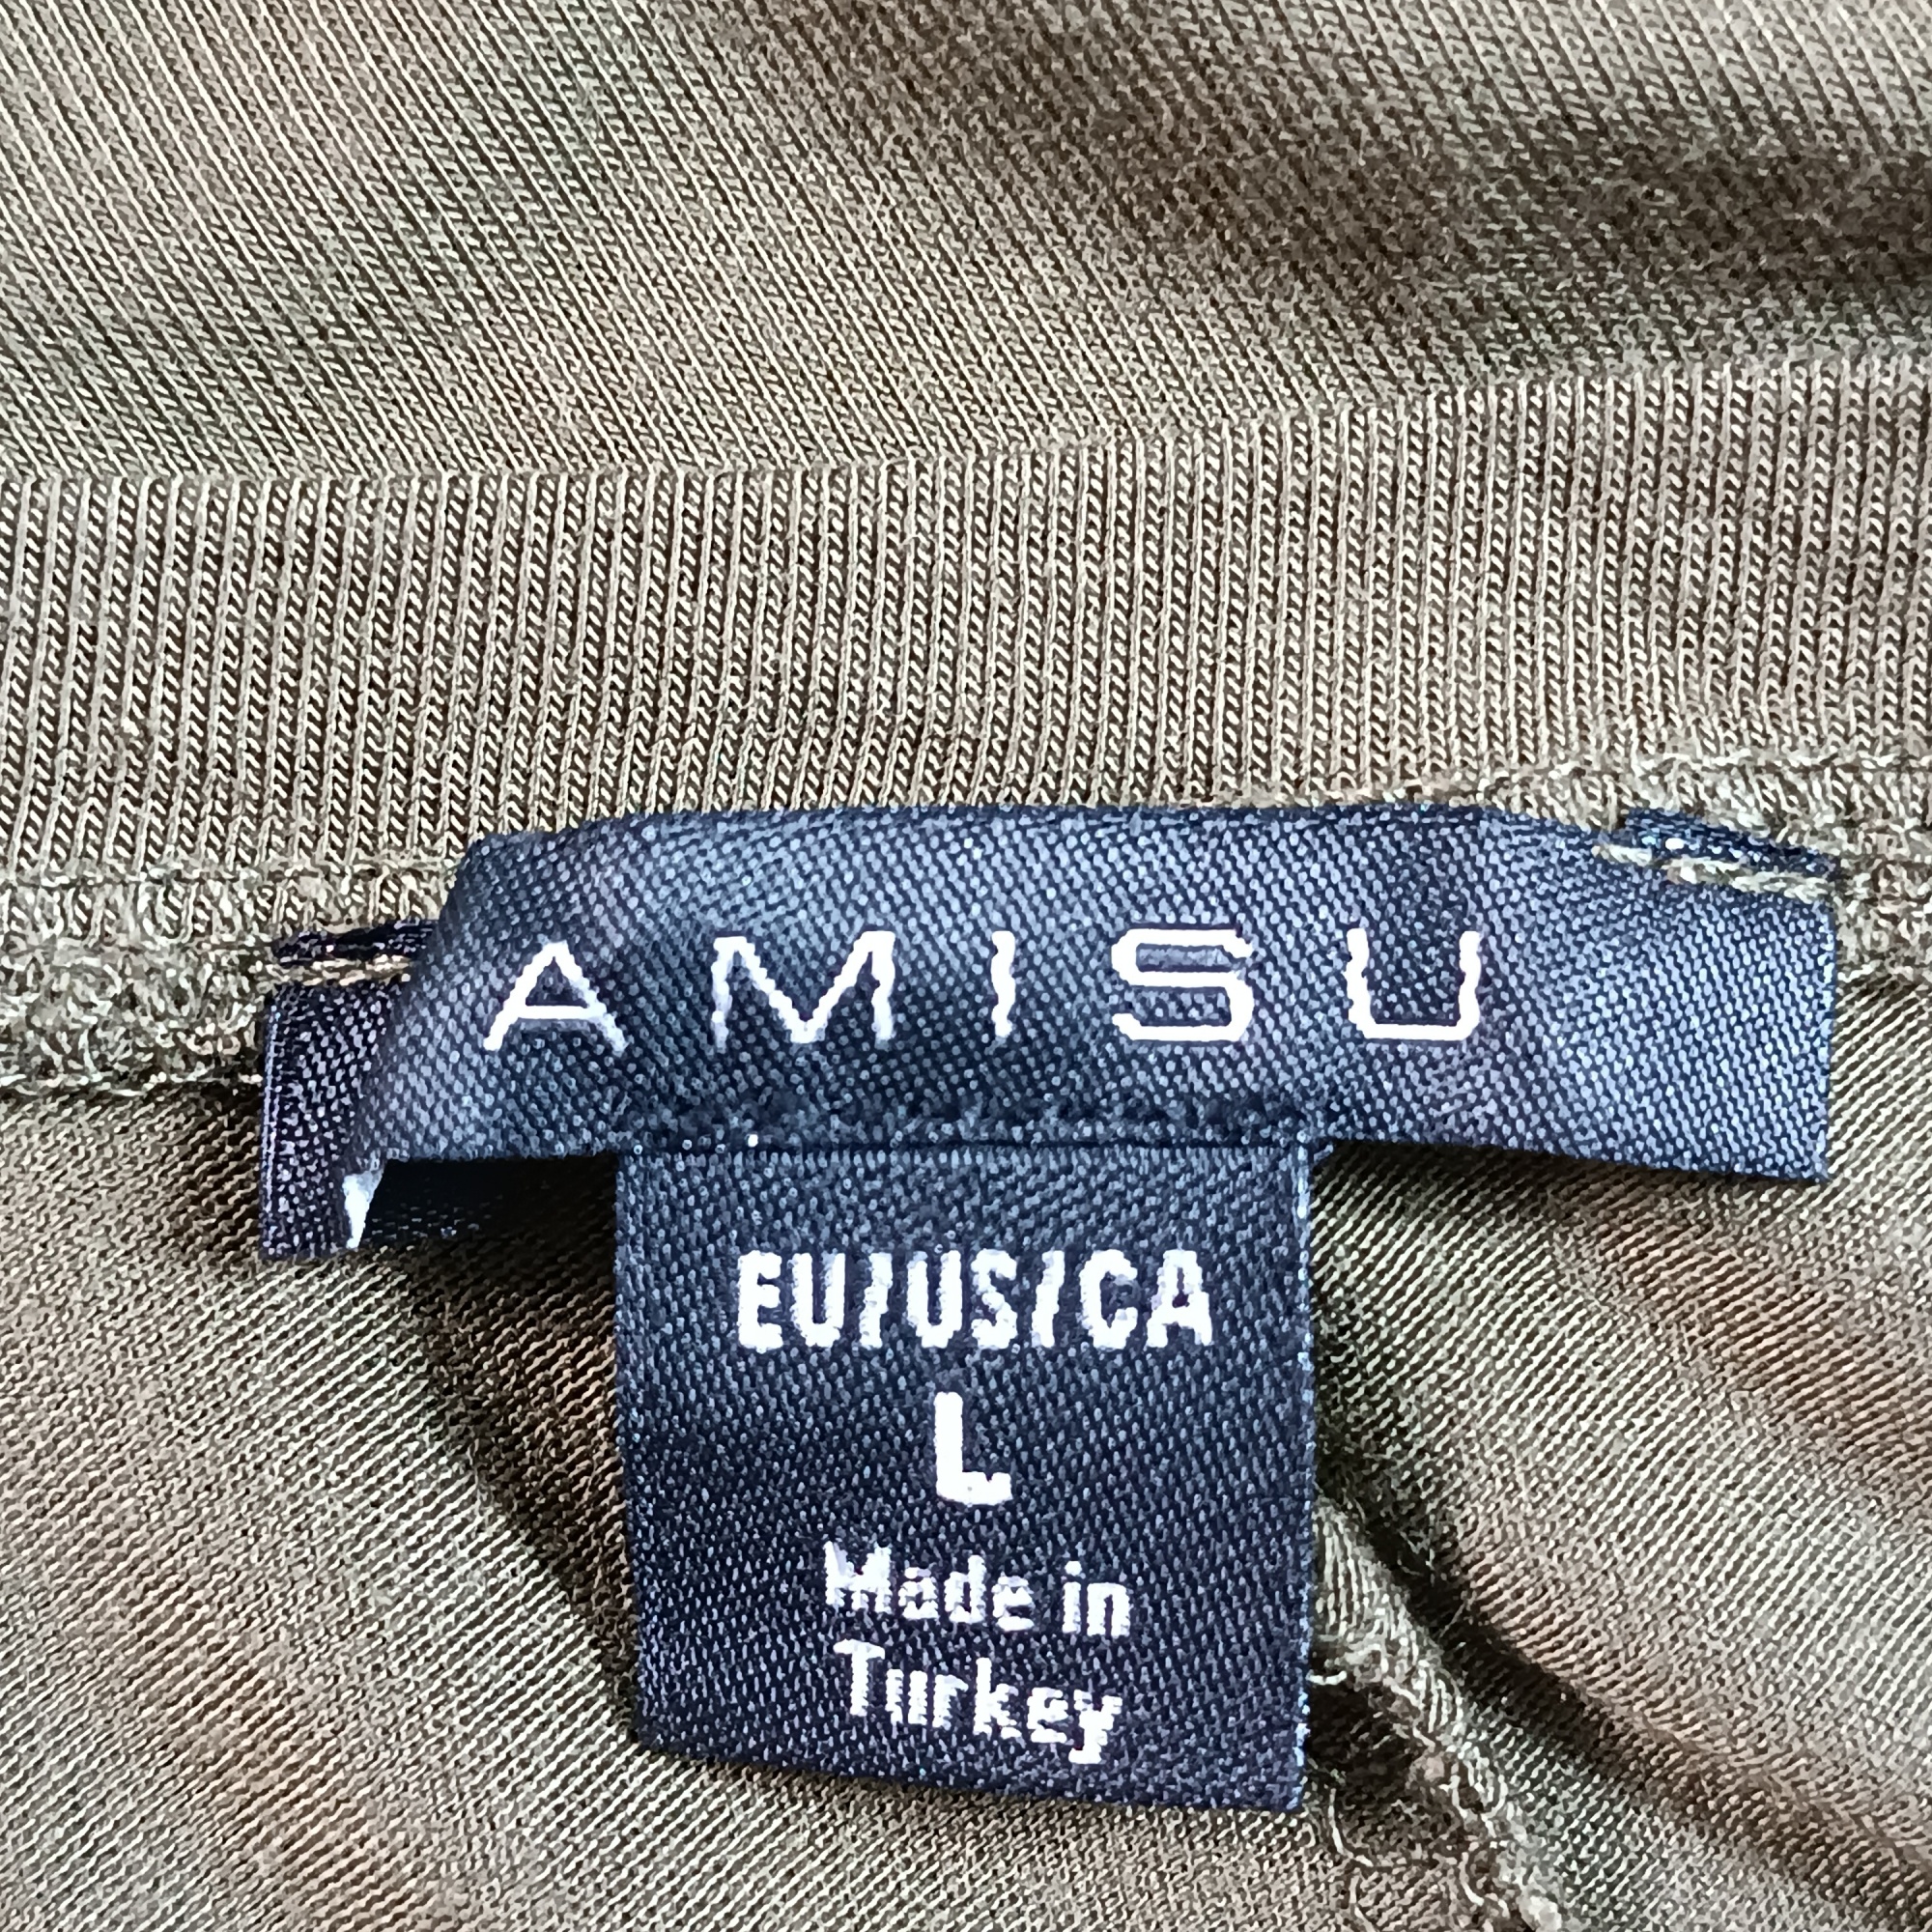 AMISU
EU/US/CA
L
Made in
Turkey